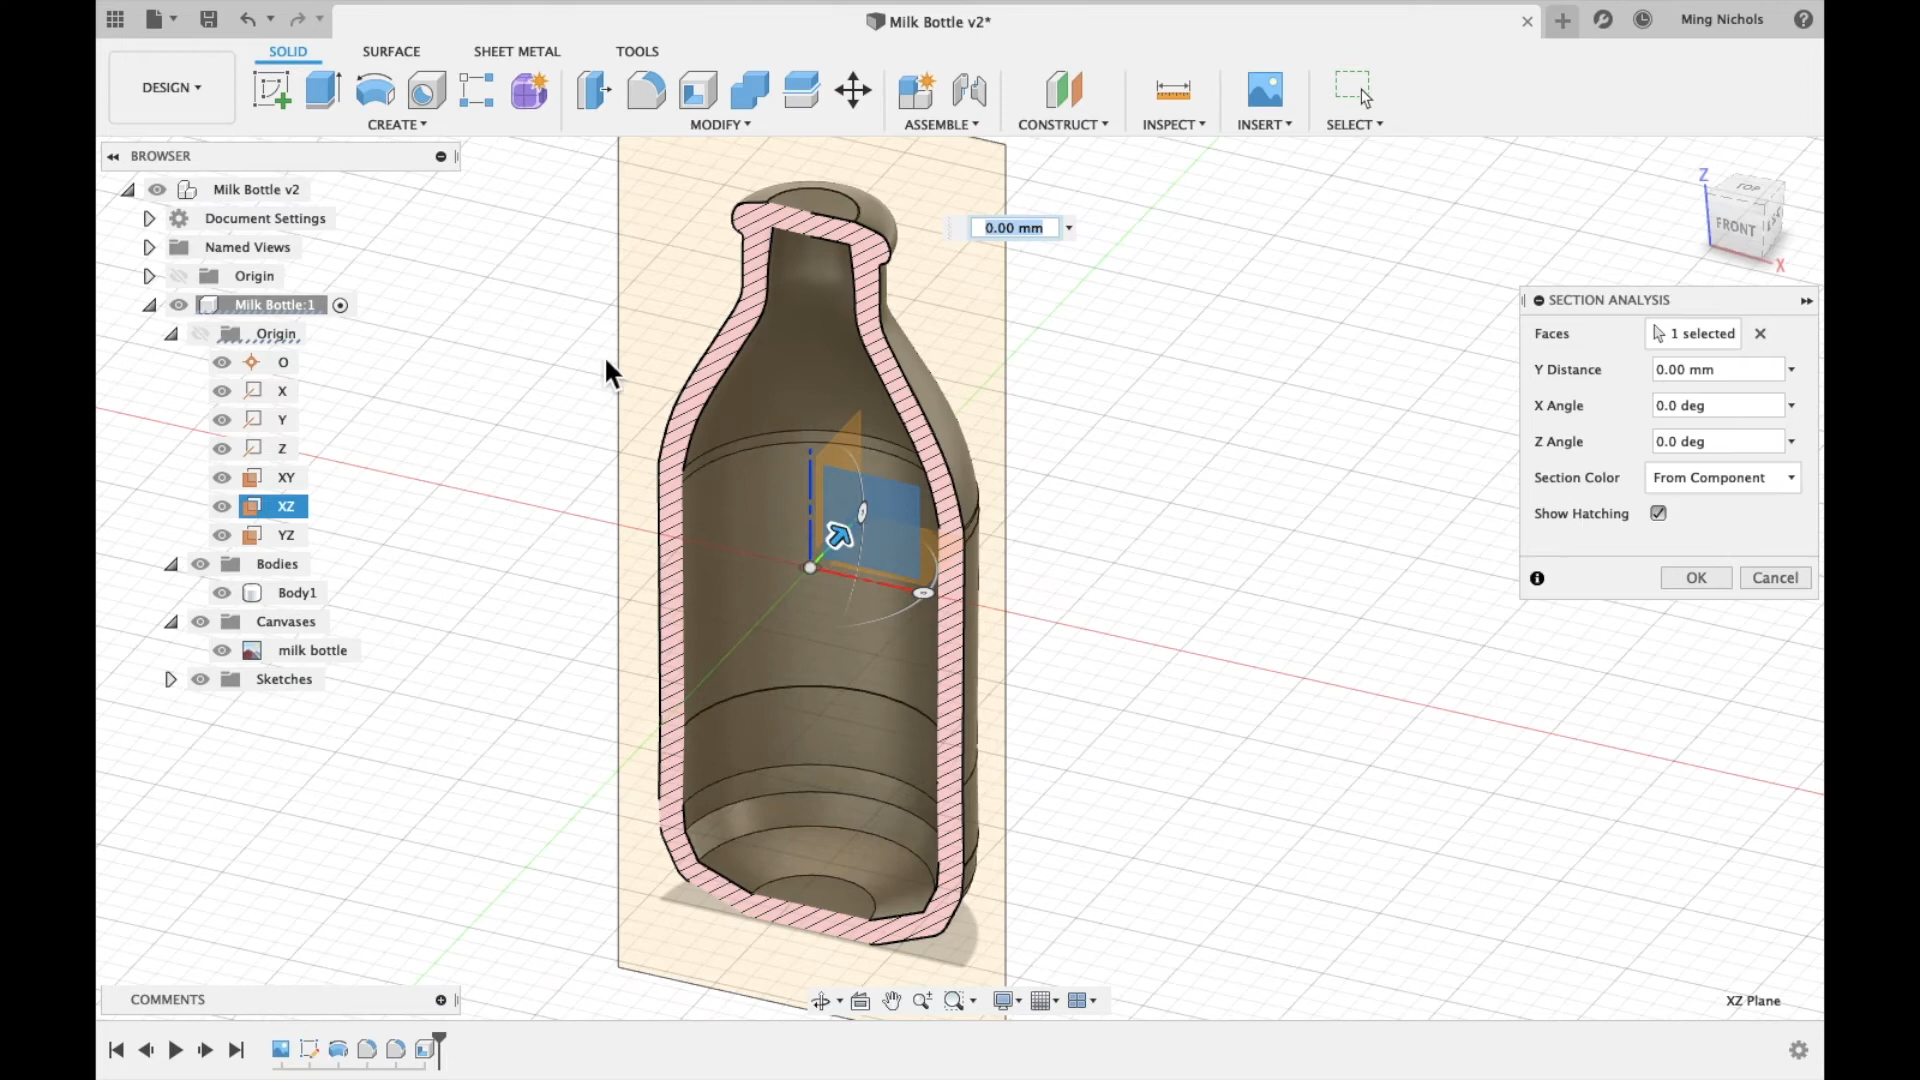 Milk Bottle v2*
Ming Nichols
DESIGN
SOLID
SURFACE
SHEET METAL
TOOLS
CREATE
MODIFY
ASSEMBLE
CONSTRUCT
INSPECT
INSERT
SELECT
BROWSER
Milk Bottle v2
Document Settings
Named Views
Origin
Milk Bottle:1
Origin
O
X
Y
Z
XY
XZ
YZ
Bodies
Body1
Canvases
milk bottle
Sketches
0.00 mm
Z
TOP
FRONT
X
SECTION ANALYSIS
Faces
1 selected
Y Distance
0.00 mm
X Angle
0.0 deg
Z Angle
0.0 deg
Section Color
From Component
Show Hatching
OK
Cancel
COMMENTS
XZ Plane